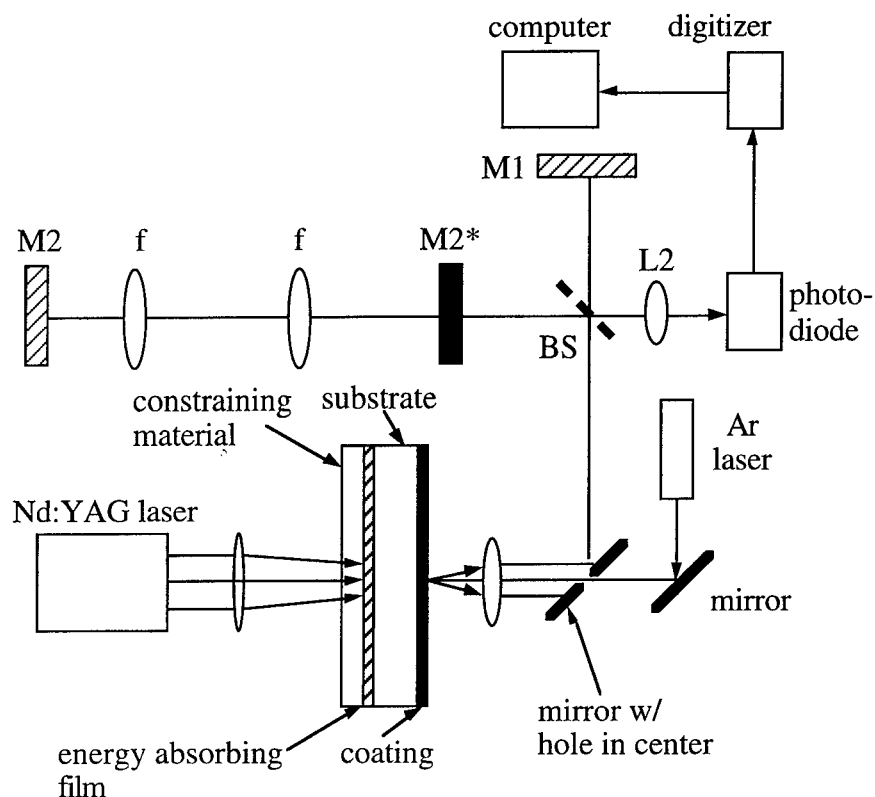 computer
digitizer
M1
M2
f
f
M2*
L2
BS
photo-
diode
constraining
material
substrate
Ar
laser
Nd:YAG laser
mirror
energy absorbing
film
coating
mirror w/
hole in center